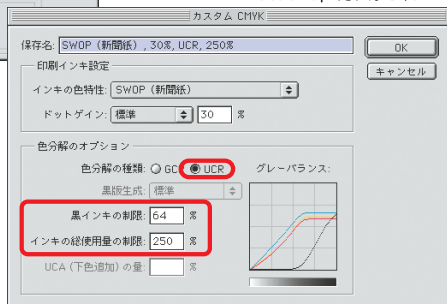 カスタム CMYK
保存名: SWOP (新聞紙) , 30%, UCR, 250%
OK
キャンセル
印刷インキ設定
インキの色特性: SWOP (新聞紙)
ドットゲイン: 標準 30 %
色分解のオプション
色分解の種類: GC UCR グレーバランス:
黒版生成: 標準
黒インキの制限: 64 %
インキの総使用量の制限: 250 %
UCA (下色追加) の量: %